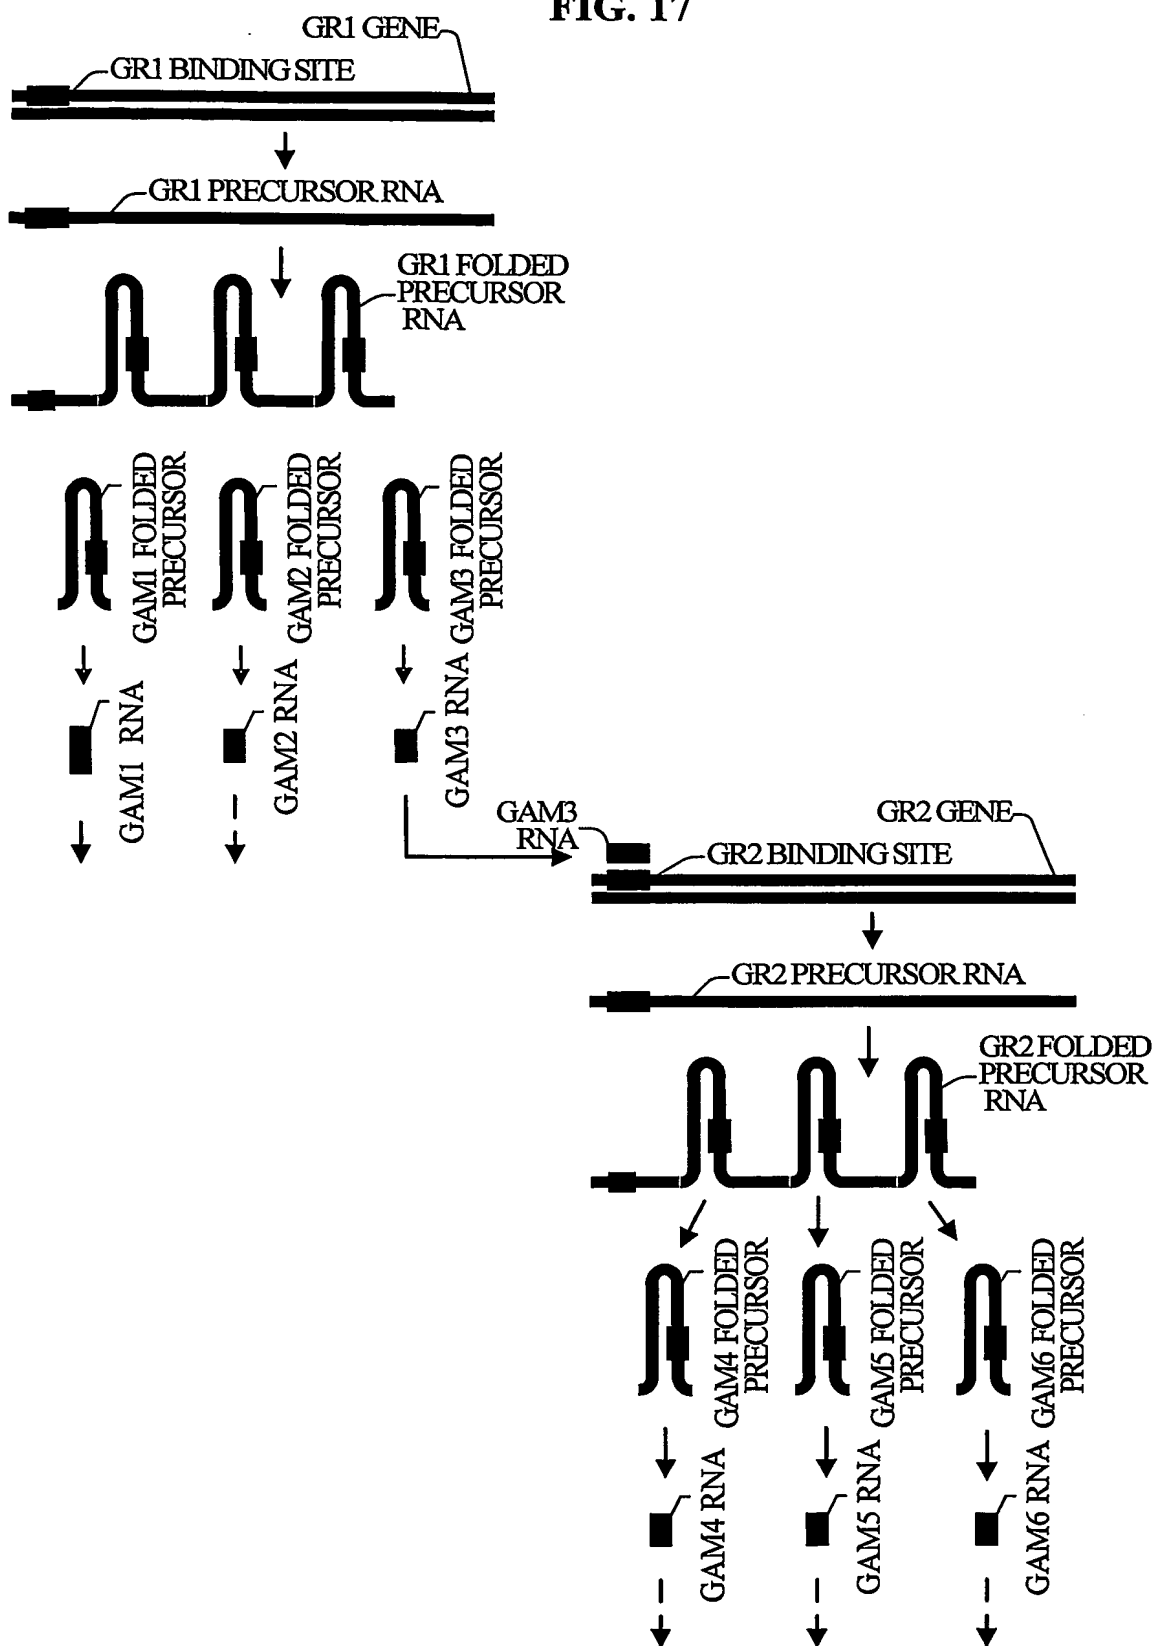 FIG. 17
GR1 GENE
GR1 BINDING SITE
GR1 PRECURSOR RNA
GR1 FOLDED
PRECURSOR
RNA
GAM1 FOLDED
PRECURSOR
GAM2 FOLDED
PRECURSOR
GAM3 FOLDED
PRECURSOR
GAM1 RNA
GAM2 RNA
GAM3 RNA
GAM3
RNA
GR2 GENE
GR2 BINDING SITE
GR2 PRECURSOR RNA
GR2 FOLDED
PRECURSOR
RNA
GAM4 FOLDED
PRECURSOR
GAM5 FOLDED
PRECURSOR
GAM6 FOLDED
PRECURSOR
GAM4 RNA
GAM5 RNA
GAM6 RNA